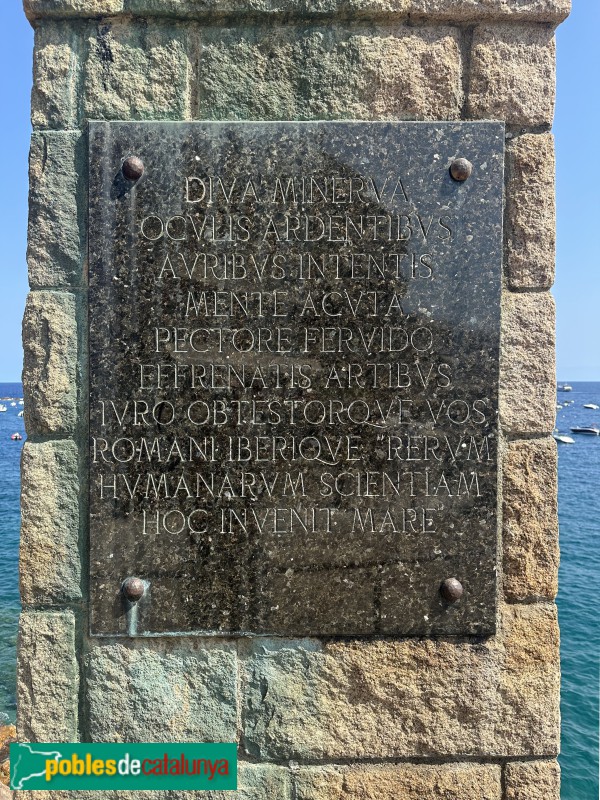 DIVA MINERVA
OCVLIS ARDENTIBVS
AVRIBVS INTENTIS
MENTE ACVTA
PECTORE FERVIDO
EFFRENATIS ARTIBVS
IVRO OBTESTORQVE VOS
ROMANI IBERIQVE "RERVM
HVMANARVM SCIENTIAM
HOC INVENIT MARE"
poblesdecatalunya